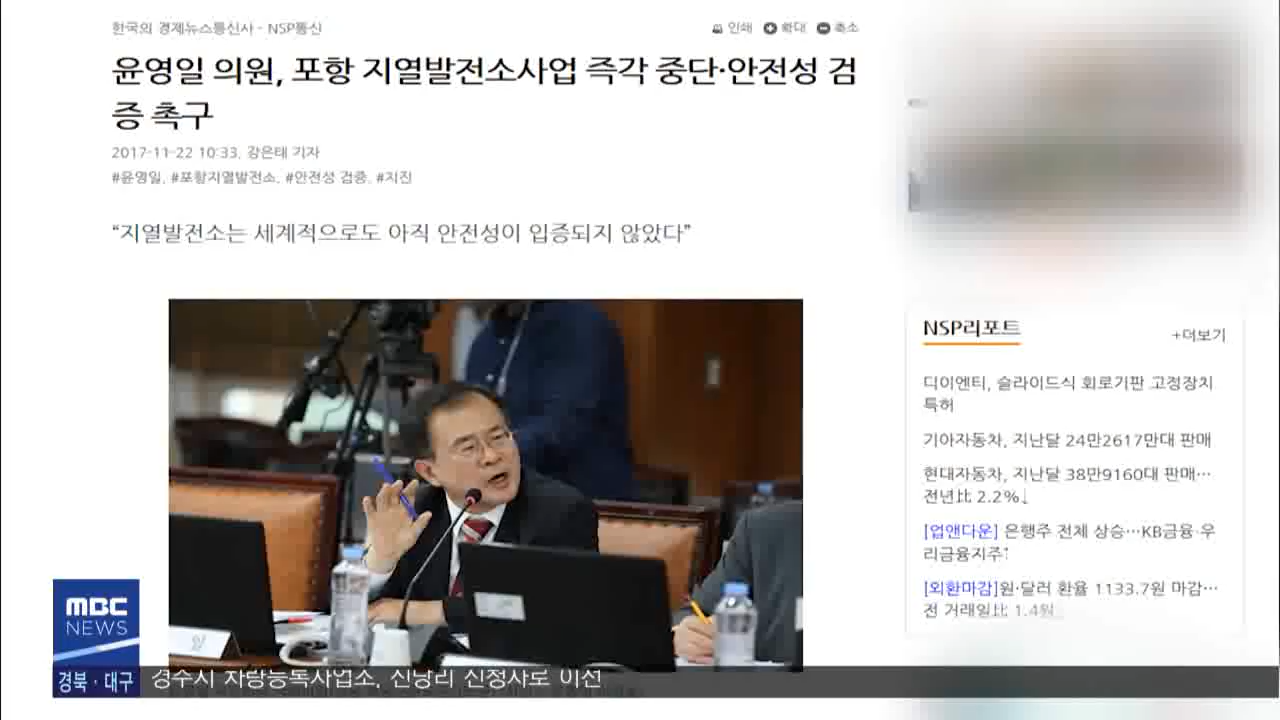 한국의 경제뉴스통신사 - NSP통신
인쇄 확대 축소
윤영일 의원, 포항 지열발전소사업 즉각 중단·안전성 검
증 촉구
2017-11-22 10:33, 강은태 기자
#윤영일, #포항지열발전소, #안전성 검증, #지진
“지열발전소는 세계적으로도 아직 안전성이 입증되지 않았다”
NSP리포트
+더보기
디이엔티, 슬라이드식 회로기판 고정장치
특허
기아자동차, 지난달 24만2617만대 판매
현대자동차, 지난달 38만9160대 판매…
전년比 2.2%↓
[업앤다운] 은행주 전체 상승…KB금융·우
리금융지주↑
[외환마감]원·달러 환율 1133.7원 마감…
전 거래일比 1.4원
일
MBC
NEWS
경북·대구
경주시 차량등록사업소, 신당리 신청사로 이전